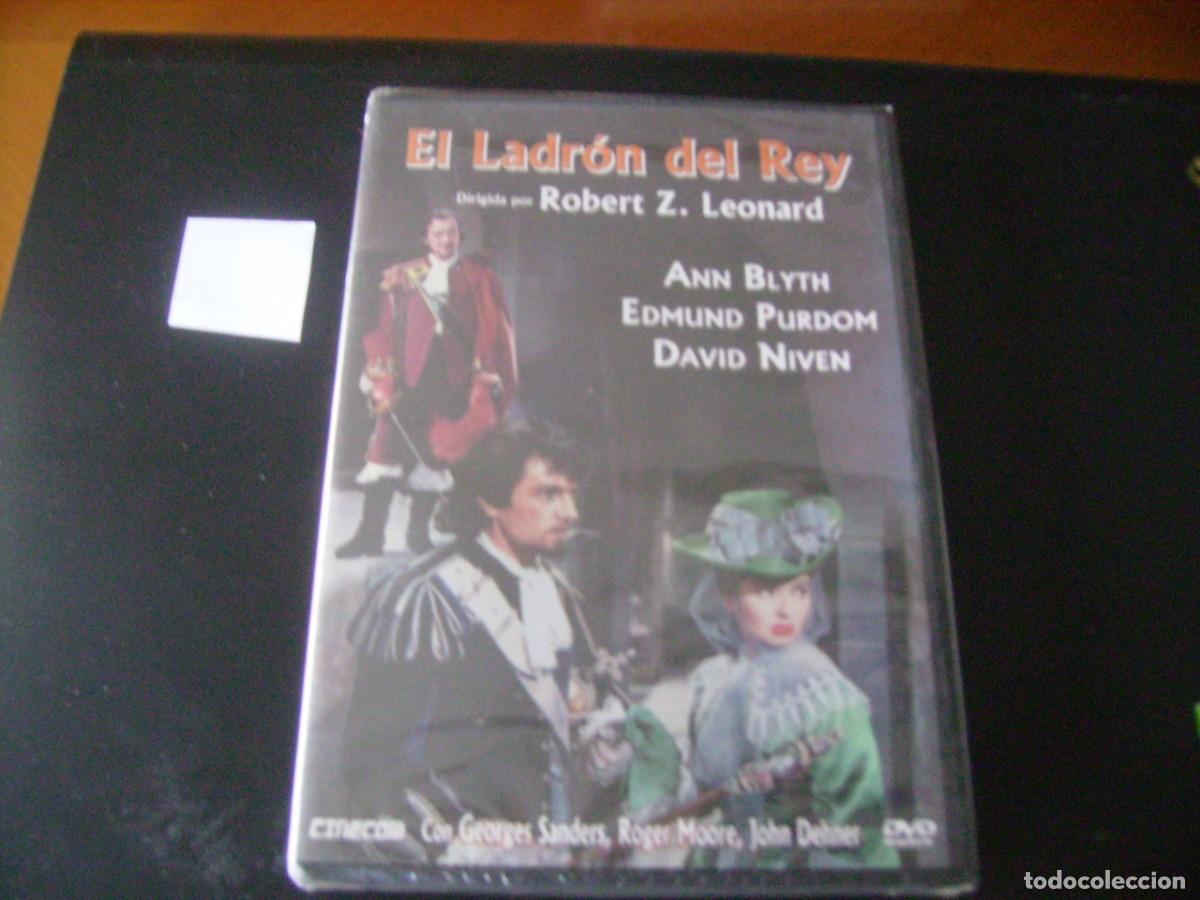 El Ladrón del Rey
Dirigida por Robert Z. Leonard
ANN BLYTH
EDMUND PURDOM
DAVID NIVEN
CINECOM Con Georges Sanders, Roger Moore, John Dehner DVD
todocoleccion